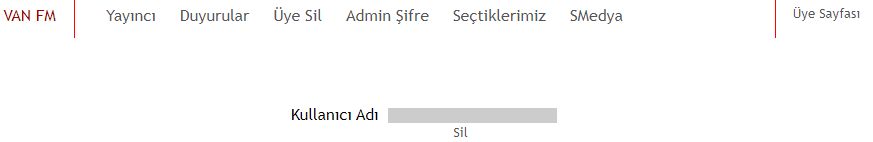 VAN FM Yayıncı Duyurular Üye Sil Admin Şifre Seçtiklerimiz SMedya Üye Sayfası
Kullanıcı Adı
Sil